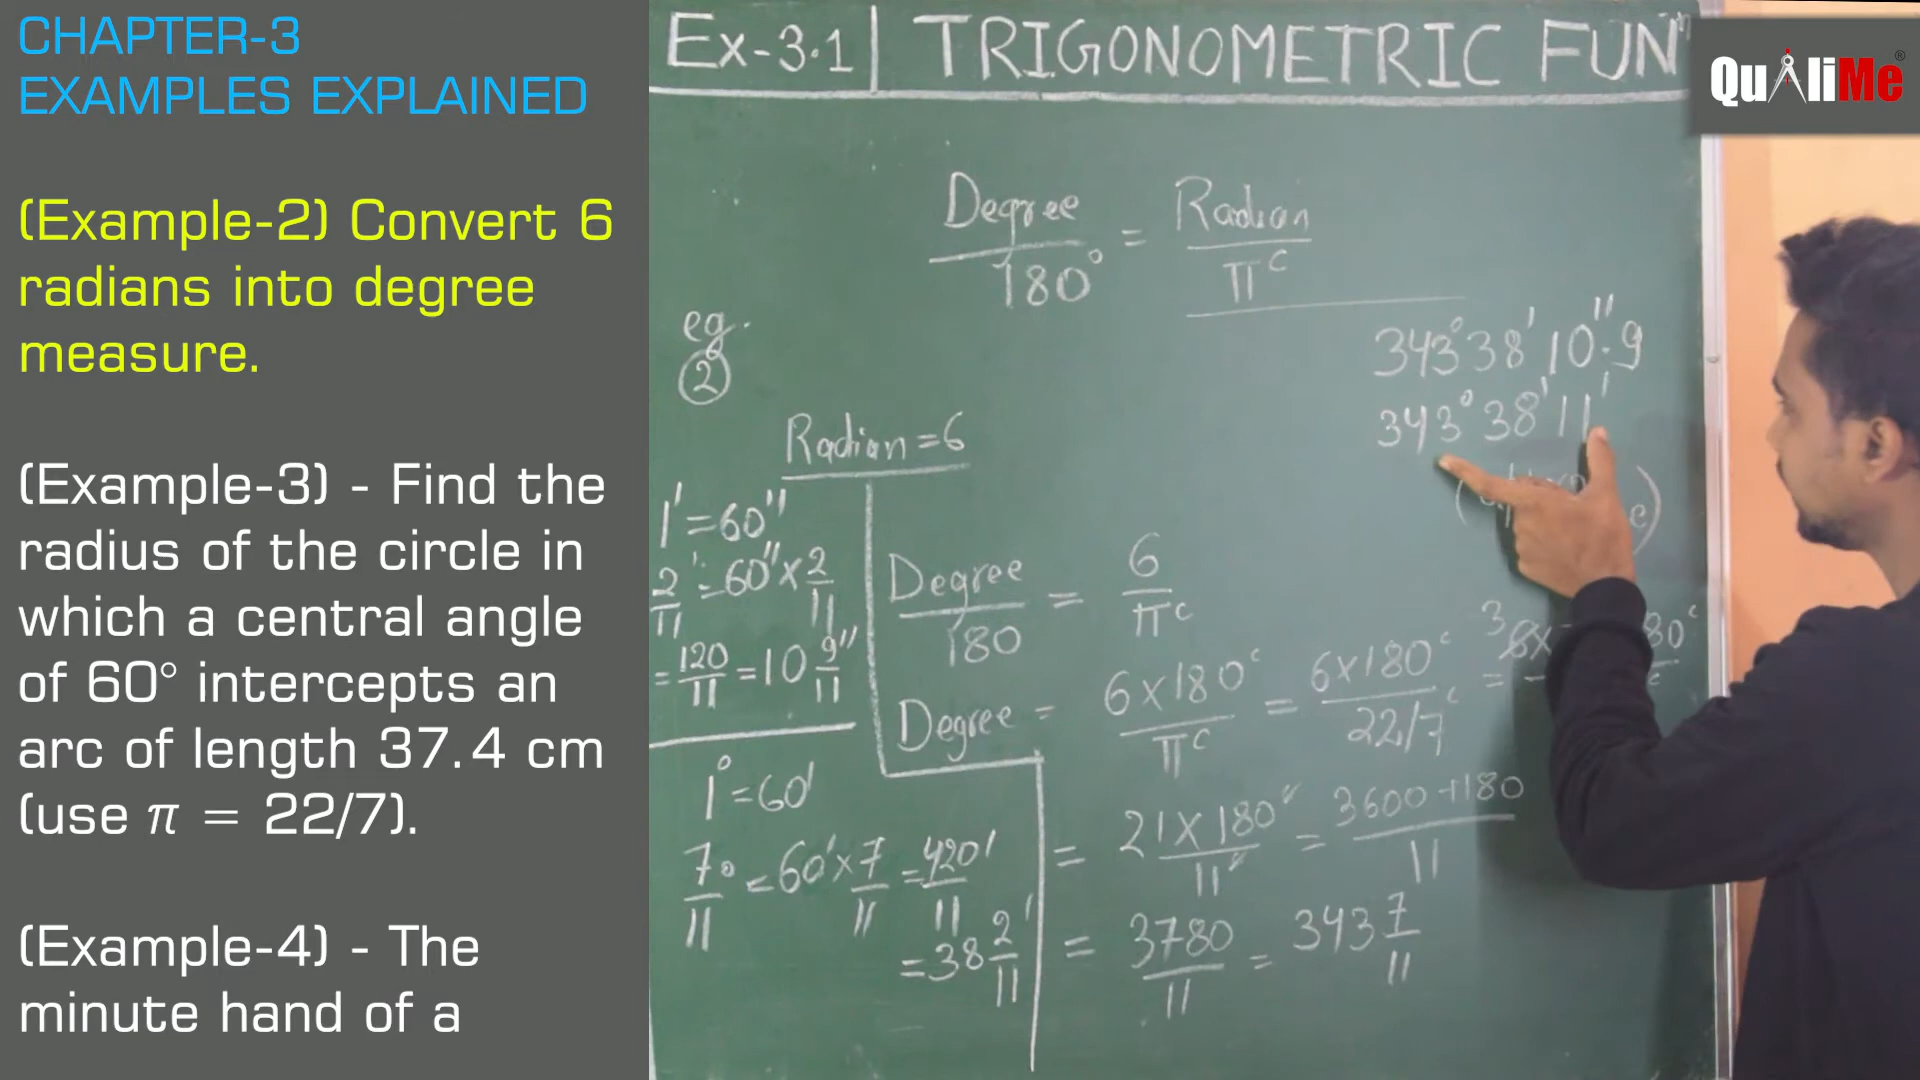 CHAPTER-3
EXAMPLES EXPLAINED
(Example-2) Convert 6
radians into degree
measure.
(Example-3) - Find the
radius of the circle in
which a central angle
of 60° intercepts an
arc of length 37.4 cm
(use π = 22/7).
(Example-4) - The
minute hand of a
Ex-3.1 | TRIGONOMETRIC FUN
QualiMe®
Degree/180° = Radian/π^c
eg.
②
343° 38' 10".9
343° 38' 11'
Radian = 6
1' = 60"
2/11' = 60" × 2/11
= 120/11 = 10 9/11"
Degree/180 = 6/π^c
Degree = 6×180^c/π^c = 6×180^c/22/7^c =
1° = 60'
7°/11 = 60' × 7/11 = 420'/11
= 38 2/11'
= 21×180/11 = 3600+180/11
= 3780/11 = 343 7/11